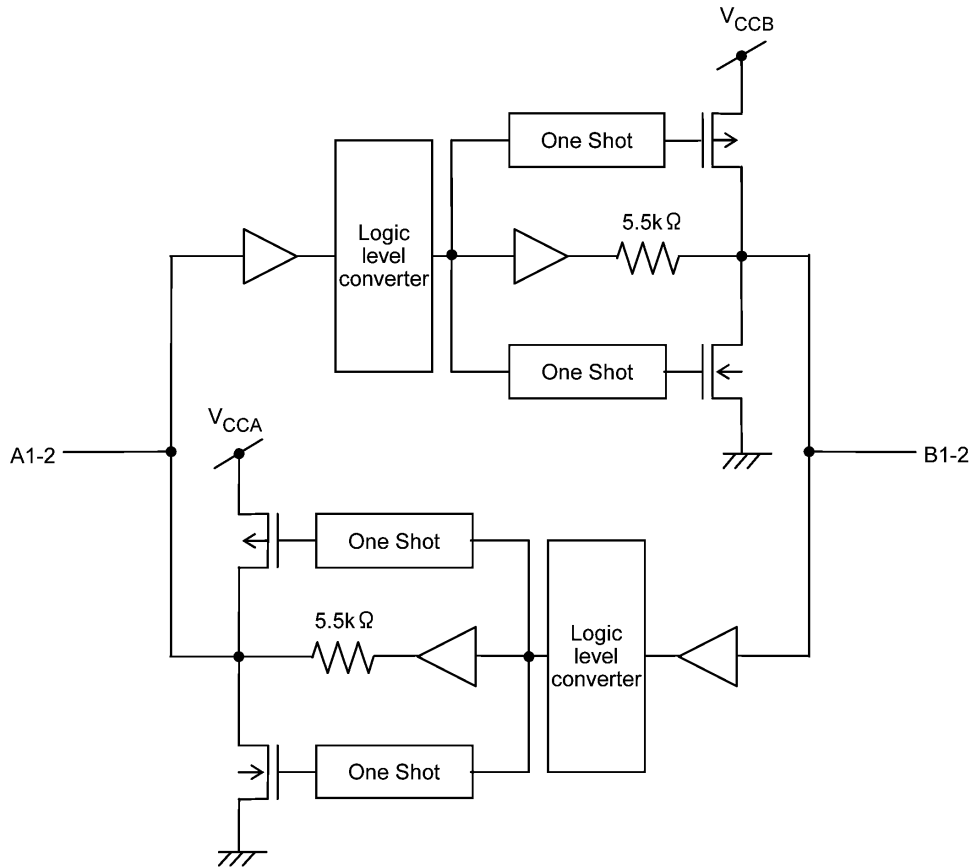 VCCB
One Shot
5.5kΩ
Logic
level
converter
One Shot
VCCA
A1-2
B1-2
One Shot
5.5kΩ
Logic
level
converter
One Shot